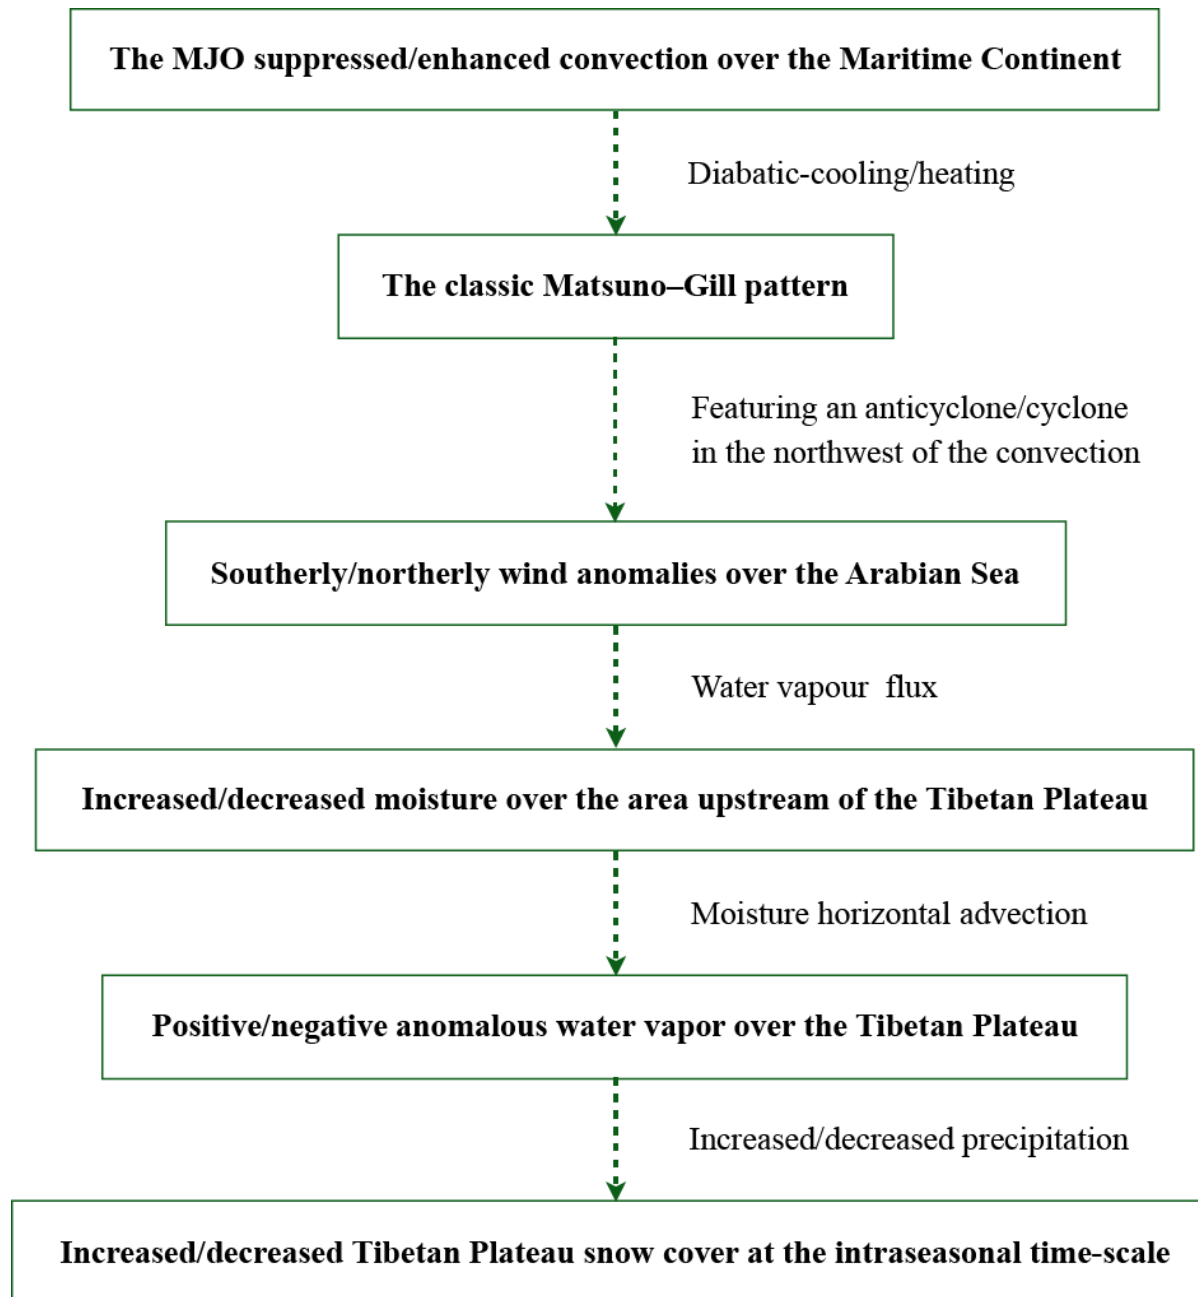 The MJO suppressed/enhanced convection over the Maritime Continent
Diabatic-cooling/heating
The classic Matsuno–Gill pattern
Featuring an anticyclone/cyclone
in the northwest of the convection
Southerly/northerly wind anomalies over the Arabian Sea
Water vapour flux
Increased/decreased moisture over the area upstream of the Tibetan Plateau
Moisture horizontal advection
Positive/negative anomalous water vapor over the Tibetan Plateau
Increased/decreased precipitation
Increased/decreased Tibetan Plateau snow cover at the intraseasonal time-scale